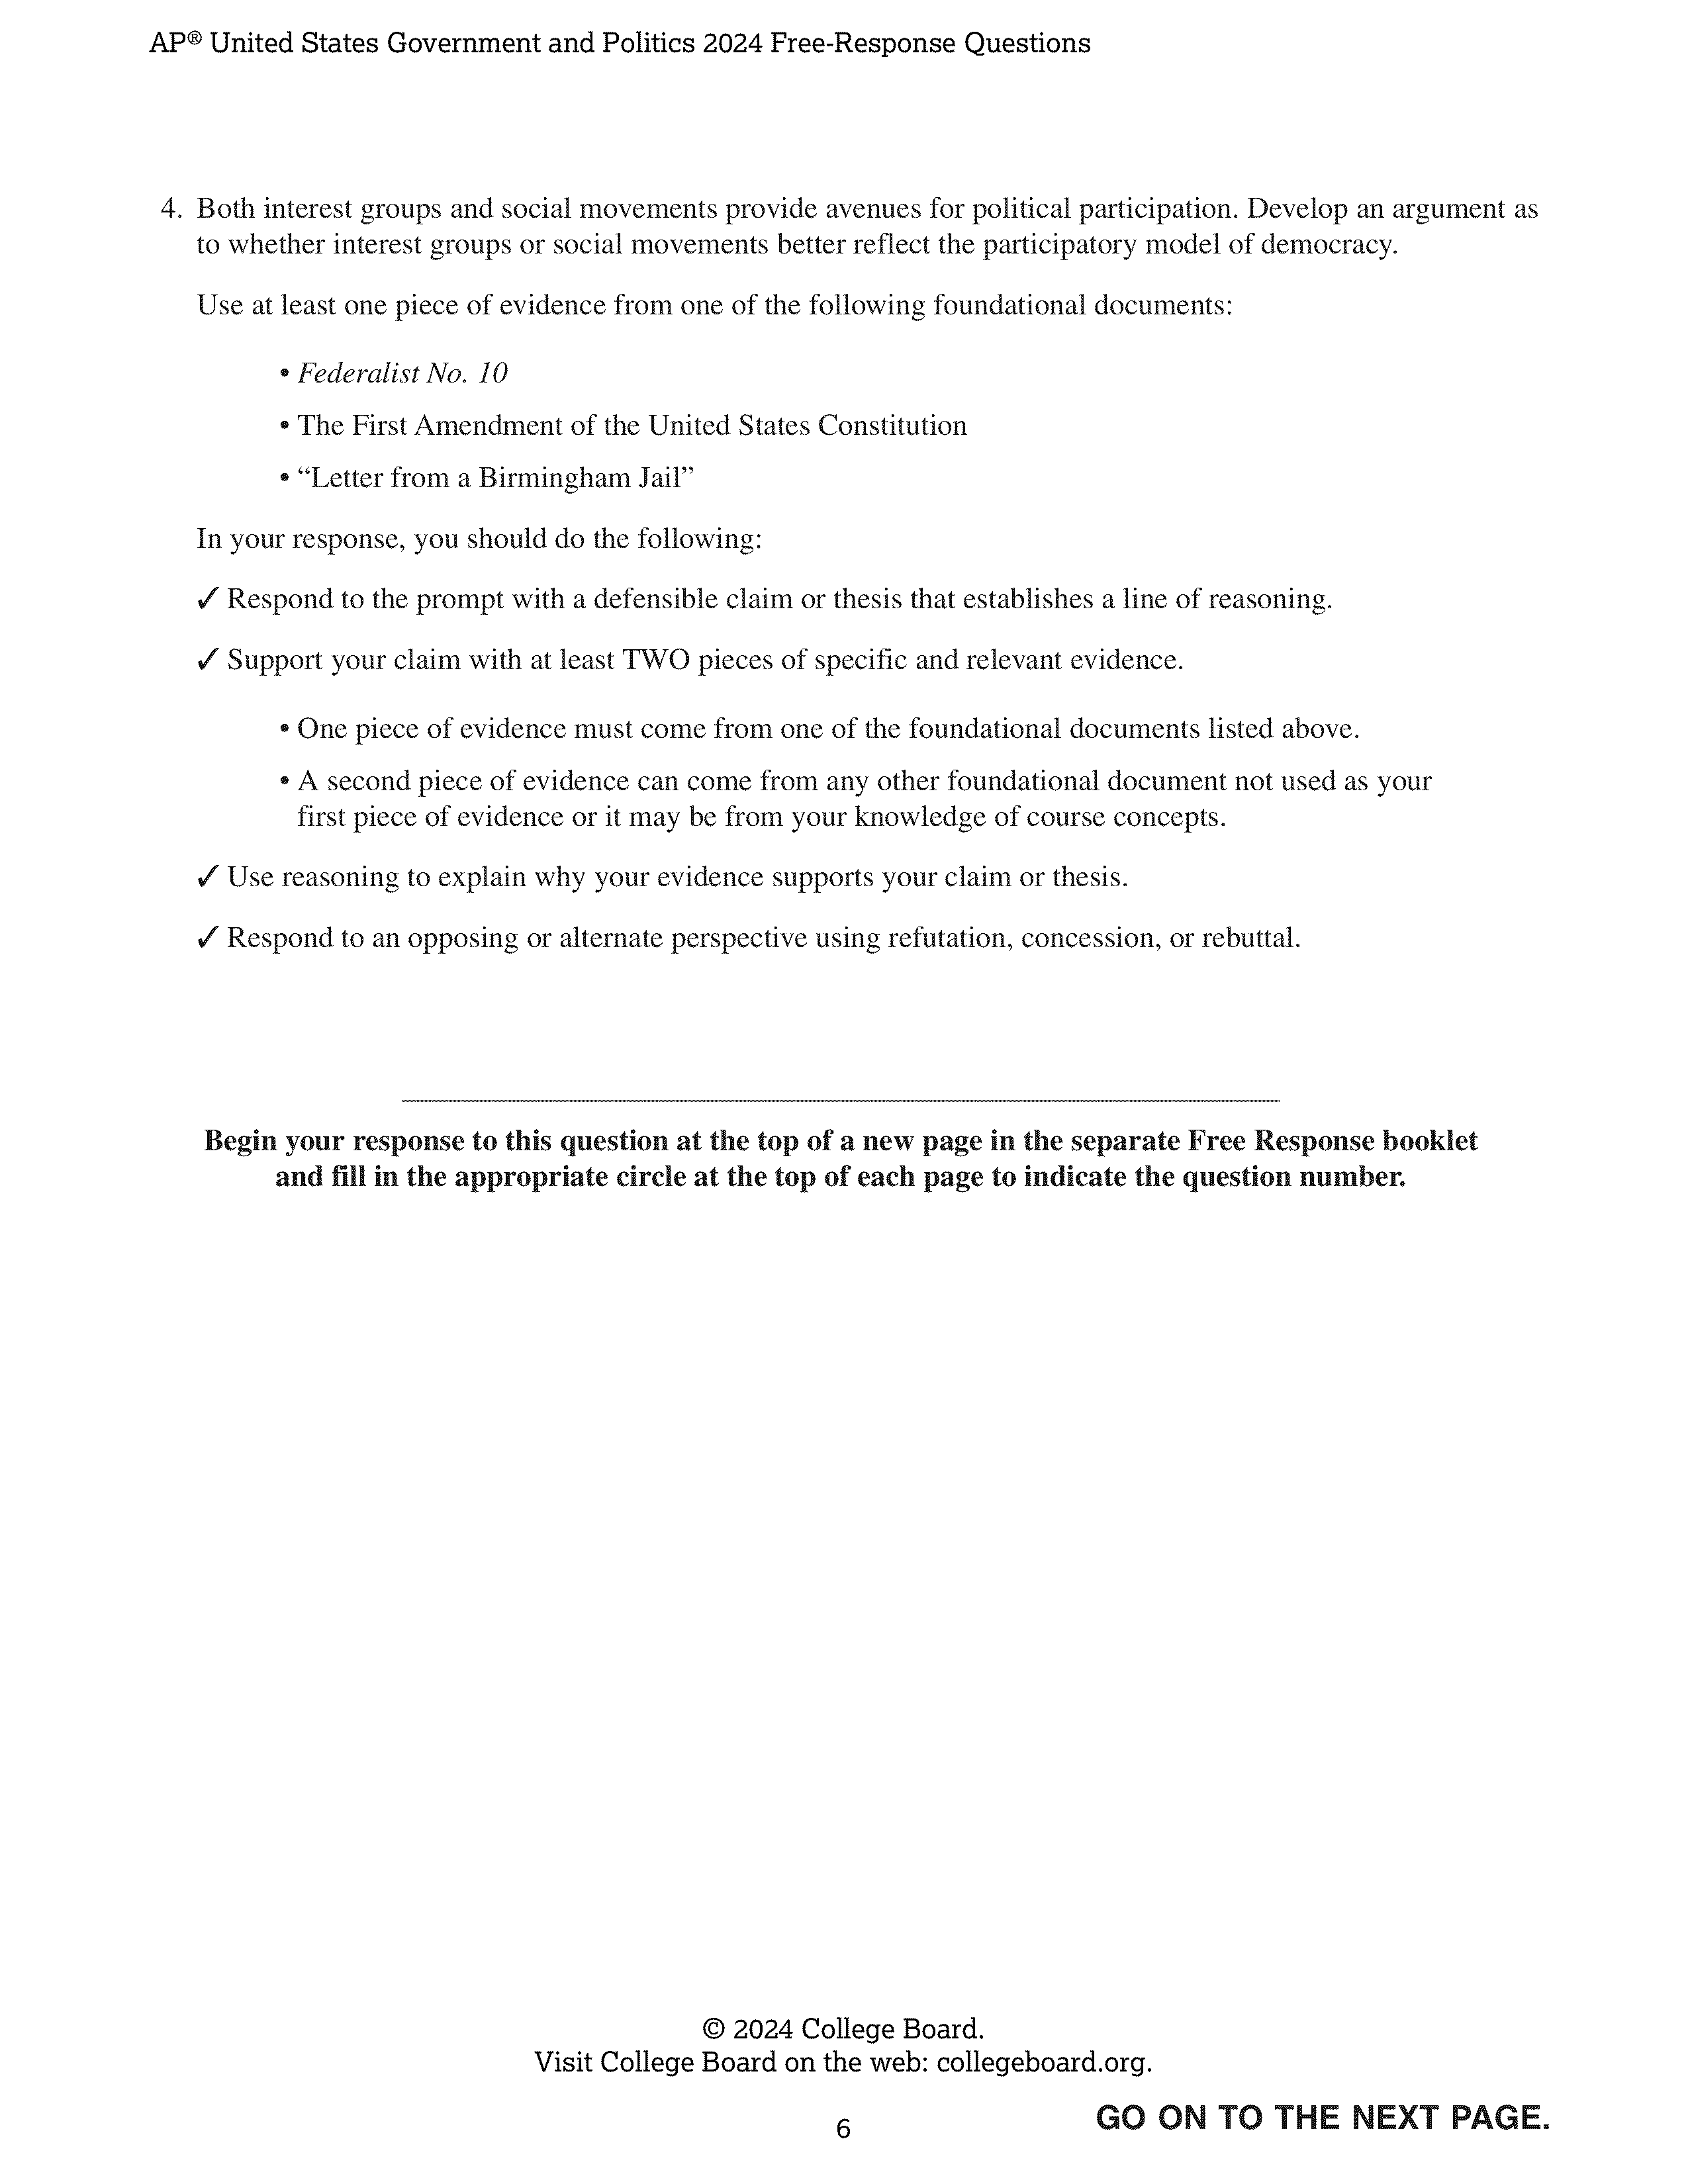 AP® United States Government and Politics 2024 Free-Response Questions
4. Both interest groups and social movements provide avenues for political participation. Develop an argument as
to whether interest groups or social movements better reflect the participatory model of democracy.
Use at least one piece of evidence from one of the following foundational documents:
• Federalist No. 10
• The First Amendment of the United States Constitution
• “Letter from a Birmingham Jail”
In your response, you should do the following:
✓ Respond to the prompt with a defensible claim or thesis that establishes a line of reasoning.
✓ Support your claim with at least TWO pieces of specific and relevant evidence.
• One piece of evidence must come from one of the foundational documents listed above.
• A second piece of evidence can come from any other foundational document not used as your
first piece of evidence or it may be from your knowledge of course concepts.
✓ Use reasoning to explain why your evidence supports your claim or thesis.
✓ Respond to an opposing or alternate perspective using refutation, concession, or rebuttal.
Begin your response to this question at the top of a new page in the separate Free Response booklet
and fill in the appropriate circle at the top of each page to indicate the question number.
© 2024 College Board.
Visit College Board on the web: collegeboard.org.
6
GO ON TO THE NEXT PAGE.